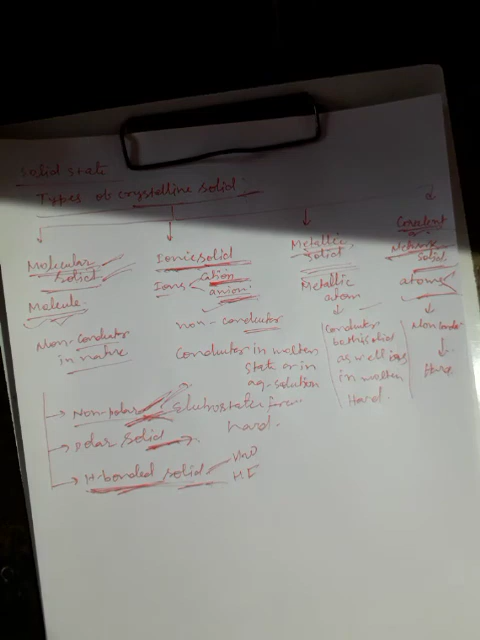 Solid state
Types of crystalline solid
Molecular solid
Molecule
Non-conductor
in nature
Non-polar
Polar solid
H-bonded solid
H2O
HF
Ionic solid
Ions
Cation
anion
non-conductor
Conductor in molten
state or in
aq-solution
Electrostatic force
hard.
Metallic
solid
Metallic
atom
Conductor
both solid
as well as
in molten
Hard.
Covalent
or
Network
solid
atoms
Non condr
Hard